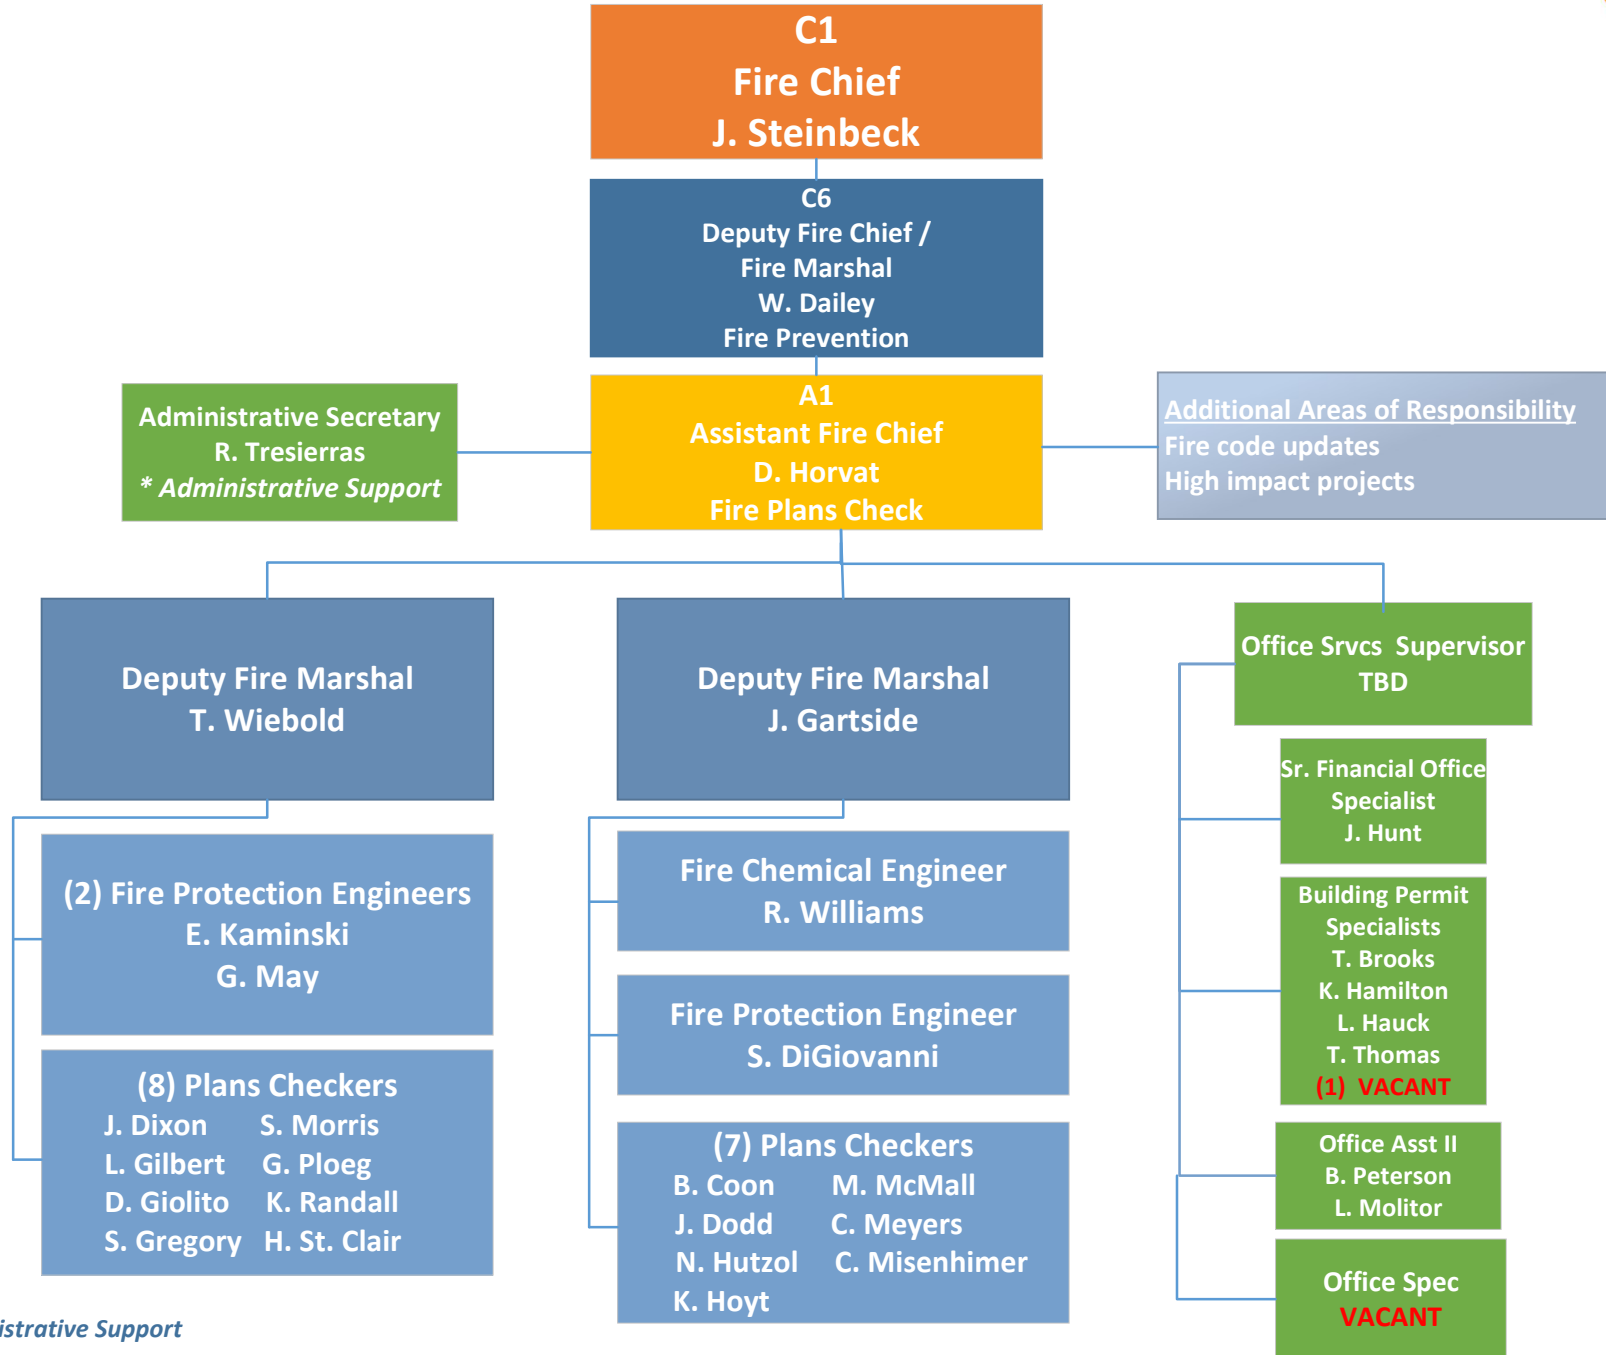 C1
Fire Chief
J. Steinbeck
C6
Deputy Fire Chief /
Fire Marshal
W. Dailey
Fire Prevention
Administrative Secretary
R. Tresierras
* Administrative Support
A1
Assistant Fire Chief
D. Horvat
Fire Plans Check
Additional Areas of Responsibility
Fire code updates
High impact projects
Deputy Fire Marshal
T. Wiebold
(2) Fire Protection Engineers
E. Kaminski
G. May
(8) Plans Checkers
J. Dixon S. Morris
L. Gilbert G. Ploeg
D. Giolito K. Randall
S. Gregory H. St. Clair
Deputy Fire Marshal
J. Gartside
Fire Chemical Engineer
R. Williams
Fire Protection Engineer
S. DiGiovanni
(7) Plans Checkers
B. Coon M. McMall
J. Dodd C. Meyers
N. Hutzol C. Misenhimer
K. Hoyt
Office Srvcs Supervisor
TBD
Sr. Financial Office
Specialist
J. Hunt
Building Permit
Specialists
T. Brooks
K. Hamilton
L. Hauck
T. Thomas
(1) VACANT
Office Asst II
B. Peterson
L. Molitor
Office Spec
VACANT
istrative Support